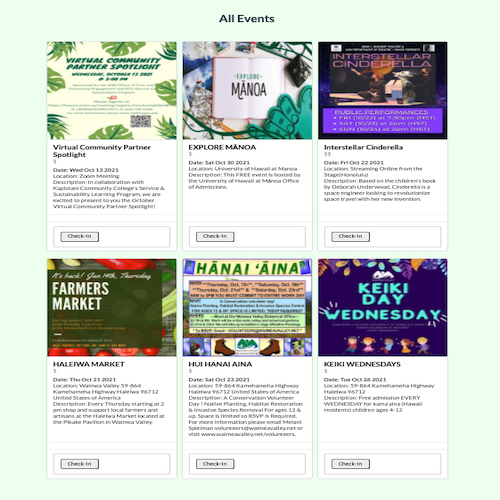 All Events
VIRTUAL COMMUNITY
PARTNER SPOTLIGHT
WEDNESDAY, OCTOBER 13 2021
@ 3:00 PM
Virtual Community Partner
Spotlight
Date: Wed Oct 13 2021
Location: Zoom Meeting
Description: In collaboration with
Kapiolani Community College's Service &
Sustainability Learning Program, we are
excited to present to you the October
Virtual Community Partner Spotlight!
Check-In
•EXPLORE•
MĀNOA
EXPLORE MĀNOA
Date: Sat Oct 30 2021
Location: University of Hawaii at Manoa
Description: This FREE event is hosted by
the University of Hawaii at Mānoa Office
of Admissions.
Check-In
INTERSTELLAR
CINDERELLA
PUBLIC PERFORMANCES
• FRI (10/22) at 7:30pm (HST)
• SAT (10/23) at 2pm (HST)
• SUN (10/24) at 2pm (HST)
Interstellar Cinderella
Date: Fri Oct 22 2021
Location: Streaming Online from the
Stage(Honolulu)
Description: Based on the children's book
by Deborah Underwood, Cinderella is a
space engineer looking to revolutionize
space travel with her new invention.
Check-In
It's back! Jan 14th, Thursday
FARMERS
MARKET
HALEIWA MARKET
Date: Thu Oct 21 2021
Location: Waimea Valley 59-864
Kamehameha Highway Haleiwa 96712
United States of America
Description: Every Thursday starting at 2
pm shop and support local farmers and
artisans at the Haleiwa Market located at
the Pikake Pavilion in Waimea Valley.
Check-In
HĀNAI 'ĀINA
HUI HANAI AINA
Date: Sat Oct 23 2021
Location: 59-864 Kamehameha Highway
Haleiwa 96712 United States of America
Description: A Conservation Volunteer
Day : Native Planting, Habitat Restoration
& Invasive Species Removal For ages 12 &
up. Space is limited so RSVP is Required.
For more information please email Melani
Spielman volunteers@waimeavalley.net or
visit www.waimeavalley.net/volunteers.
Check-In
KEIKI
DAY
WEDNESDAY
KEIKI WEDNESDAYS
Date: Tue Oct 26 2021
Location: 59-864 Kamehameha Highway
Haleiwa 96712
Description: Free admission EVERY
WEDNESDAY for kama'aina (Hawaii
residents) children ages 4-12
Check-In